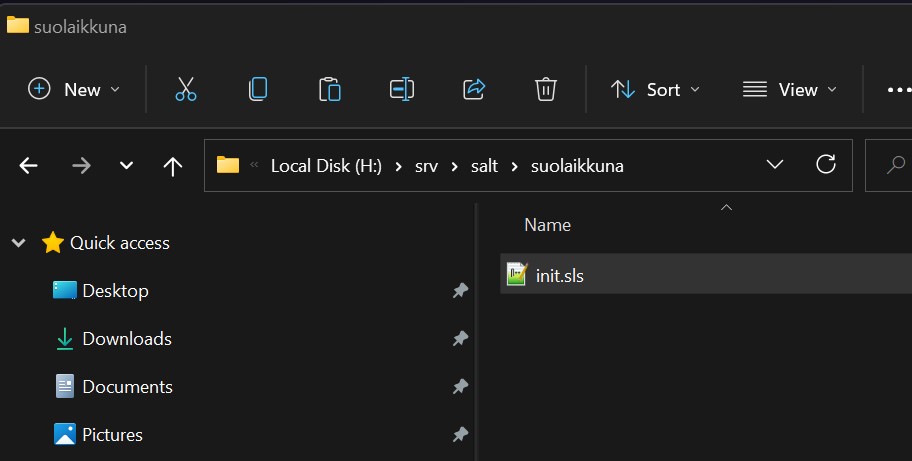 suolaikkuna
New Sort View
« Local Disk (H:) > srv > salt > suolaikkuna
Name
Quick access
init.sls
Desktop
Downloads
Documents
Pictures